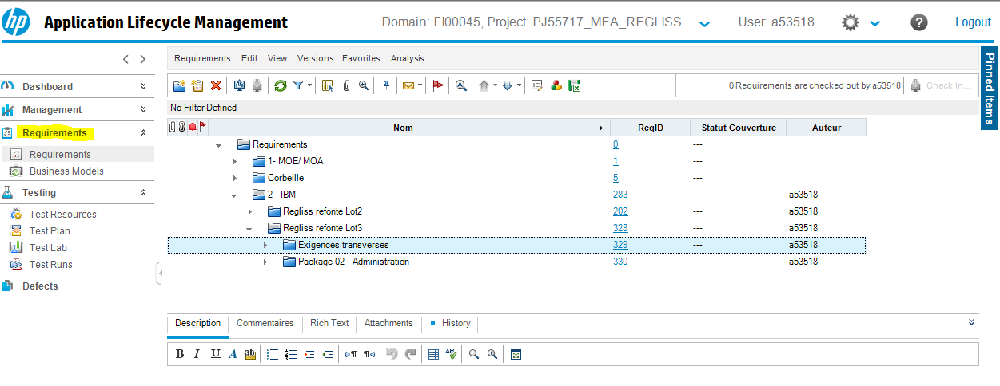 hp Application Lifecycle Management Domain: FI00045, Project: PJ55717_MEA_REGLISS User: a53518 ? Logout
Requirements Edit View Versions Favorites Analysis
Pinned Items
Dashboard
Management
Requirements
Requirements
Business Models
Testing
Test Resources
Test Plan
Test Lab
Test Runs
Defects
0 Requirements are checked out by a53518 Check In...
No Filter Defined
Nom ReqID Statut Couverture Auteur
Requirements 0 ---
1- MOE/ MOA 1 ---
Corbeille 5 ---
2 - IBM 283 --- a53518
Regliss refonte Lot2 202 --- a53518
Regliss refonte Lot3 328 --- a53518
Exigences transverses 329 --- a53518
Package 02 - Administration 330 --- a53518
Description Commentaires Rich Text Attachments History
B I U A ab